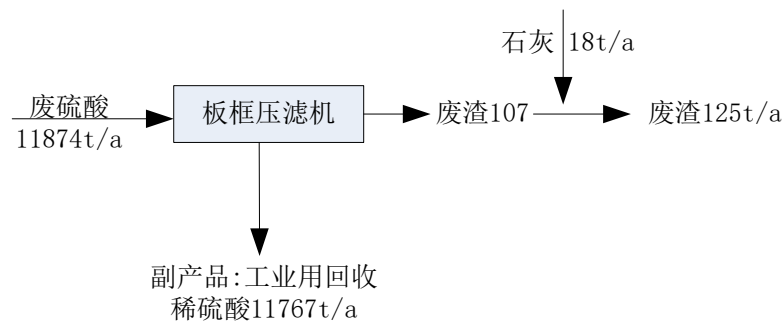 石灰 18t/a
废硫酸
11874t/a
板框压滤机
废渣107
废渣125t/a
副产品:工业用回收
稀硫酸11767t/a